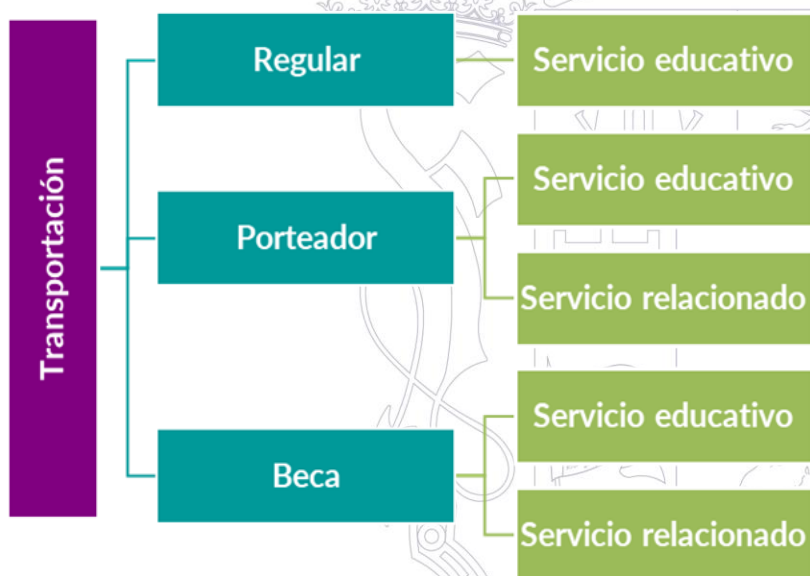 Transportación
Regular
Servicio educativo
Porteador
Servicio educativo
Servicio relacionado
Beca
Servicio educativo
Servicio relacionado